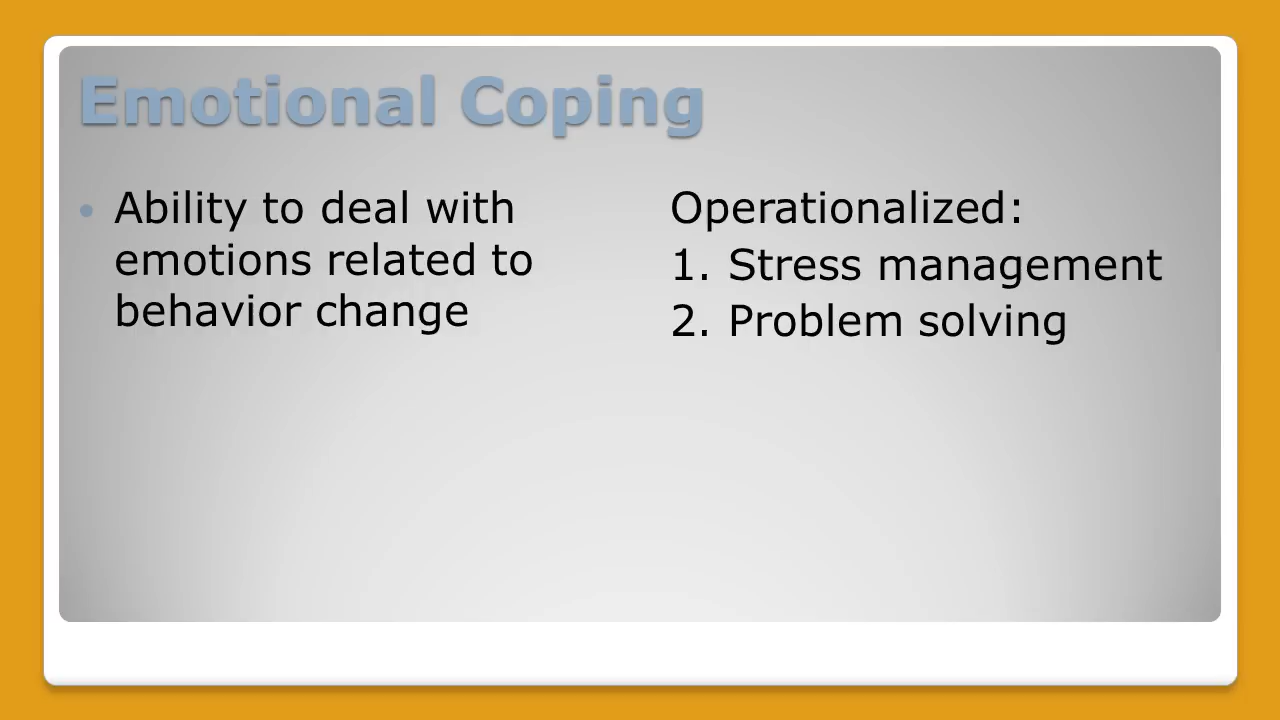 Emotional Coping
• Ability to deal with
emotions related to
behavior change
Operationalized:
1. Stress management
2. Problem solving